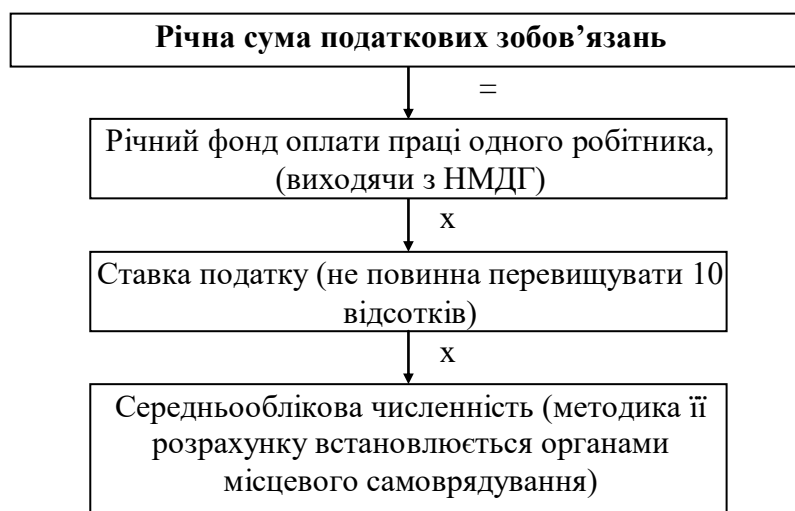 Річна сума податкових зобов’язань
=
Річний фонд оплати праці одного робітника,
(виходячи з НМДГ)
х
Ставка податку (не повинна перевищувати 10
відсотків)
х
Середньооблікова численність (методика її
розрахунку встановлюється органами
місцевого самоврядування)